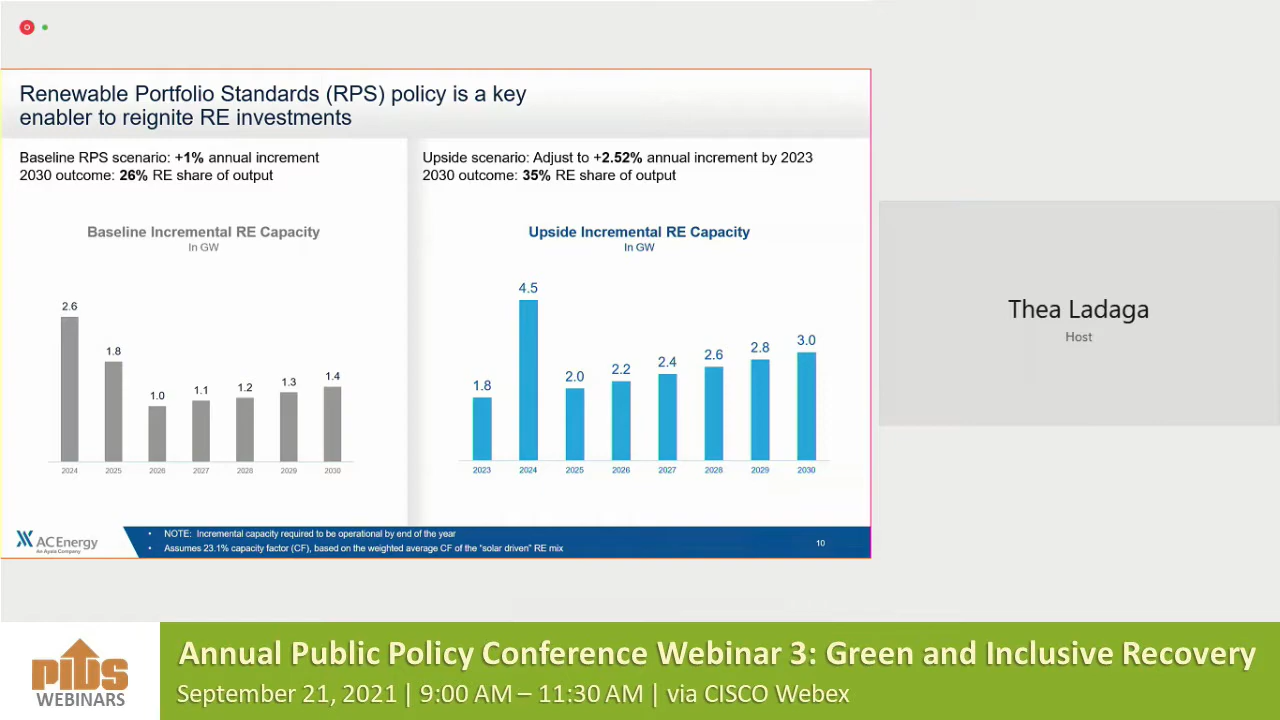 Renewable Portfolio Standards (RPS) policy is a key
enabler to reignite RE investments
Baseline RPS scenario: +1% annual increment
2030 outcome: 26% RE share of output
Baseline Incremental RE Capacity
In GW
2.6
1.8
1.0
1.1
1.2
1.3
1.4
2024
2025
2026
2027
2028
2029
2030
Upside scenario: Adjust to +2.52% annual increment by 2023
2030 outcome: 35% RE share of output
Upside Incremental RE Capacity
In GW
1.8
4.5
2.0
2.2
2.4
2.6
2.8
3.0
2023
2024
2025
2026
2027
2028
2029
2030
AC Energy
An Ayala Company
• NOTE: Incremental capacity required to be operational by end of the year
• Assumes 23.1% capacity factor (CF), based on the weighted average CF of the "solar driven" RE mix
10
Thea Ladaga
Host
PIDS
WEBINARS
Annual Public Policy Conference Webinar 3: Green and Inclusive Recovery
September 21, 2021 | 9:00 AM – 11:30 AM | via CISCO Webex